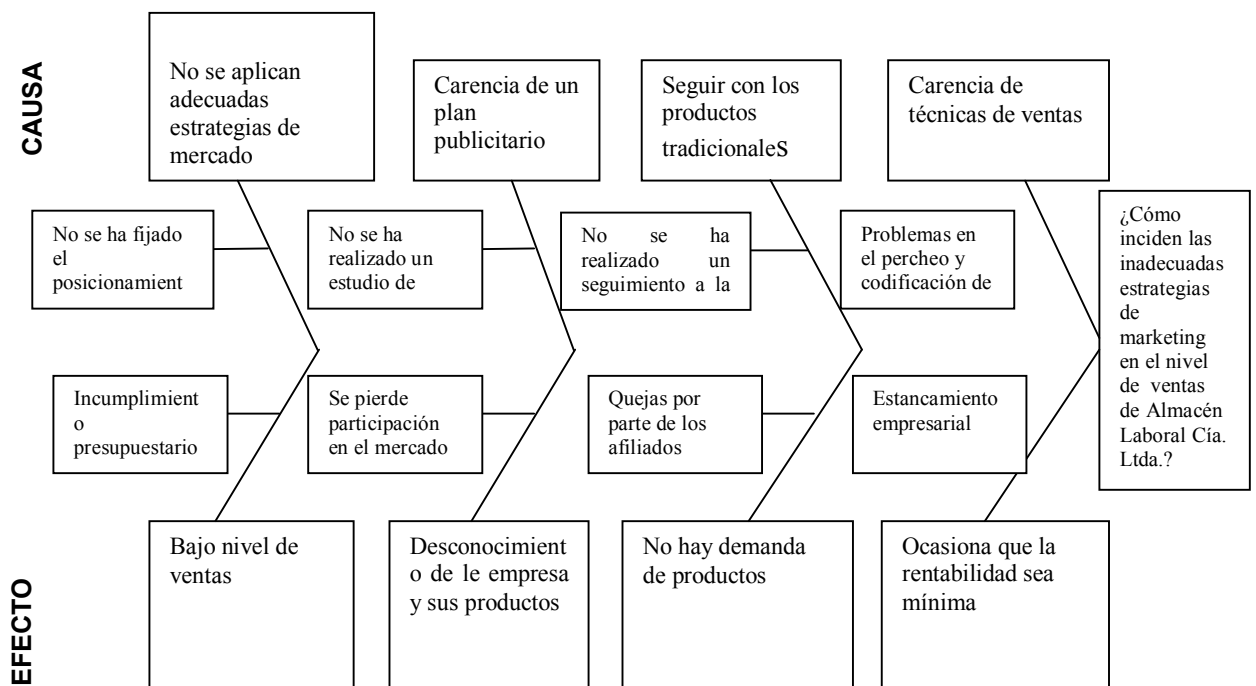 CAUSA
No se aplican
adecuadas
estrategias de
mercado
Carencia de un
plan
publicitario
Seguir con los
productos
tradicionales
Carencia de
técnicas de ventas
No se ha fijado
el
posicionamient
No se ha
realizado un
estudio de
No se ha
realizado un
seguimiento a la
Problemas en
el percheo y
codificación de
¿Cómo
inciden las
inadecuadas
estrategias
de
marketing
en el nivel
de ventas
de Almacén
Laboral Cía.
Ltda.?
Incumplimient
o
presupuestario
Se pierde
participación
en el mercado
Quejas por
parte de los
afiliados
Estancamiento
empresarial
EFECTO
Bajo nivel de
ventas
Desconocimient
o de le empresa
y sus productos
No hay demanda
de productos
Ocasiona que la
rentabilidad sea
mínima